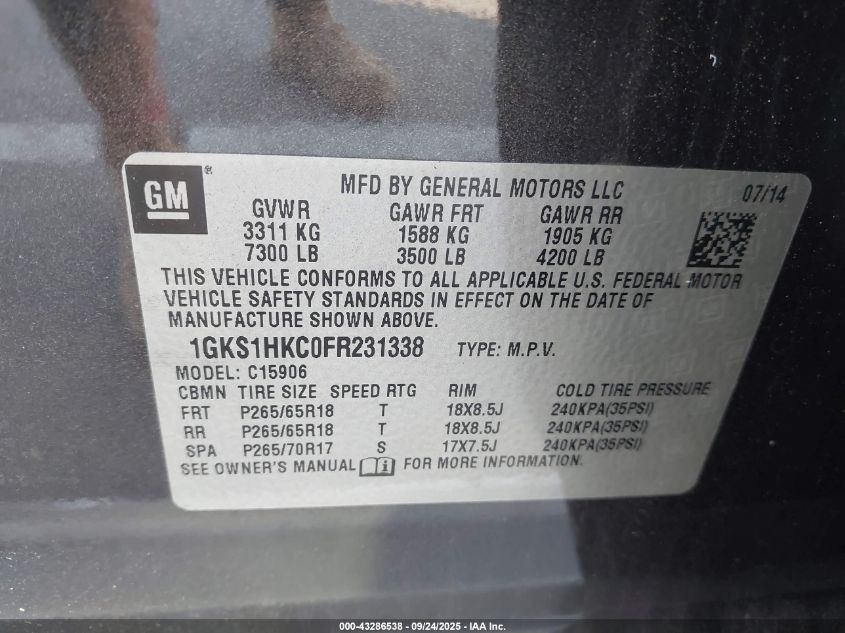 GM ®
MFD BY GENERAL MOTORS LLC 07/14
GVWR GAWR FRT GAWR RR
3311 KG 1588 KG 1905 KG
7300 LB 3500 LB 4200 LB
THIS VEHICLE CONFORMS TO ALL APPLICABLE U.S. FEDERAL MOTOR
VEHICLE SAFETY STANDARDS IN EFFECT ON THE DATE OF
MANUFACTURE SHOWN ABOVE.
1GKS1HKC0FR231338 TYPE: M.P.V.
MODEL: C15906
CBMN TIRE SIZE SPEED RTG RIM COLD TIRE PRESSURE
FRT P265/65R18 T 18X8.5J 240KPA(35PSI)
RR P265/65R18 T 18X8.5J 240KPA(35PSI)
SPA P265/70R17 S 17X7.5J 240KPA(35PSI)
SEE OWNER'S MANUAL FOR MORE INFORMATION.
000-43286538 - 09/24/2025 - IAA Inc.